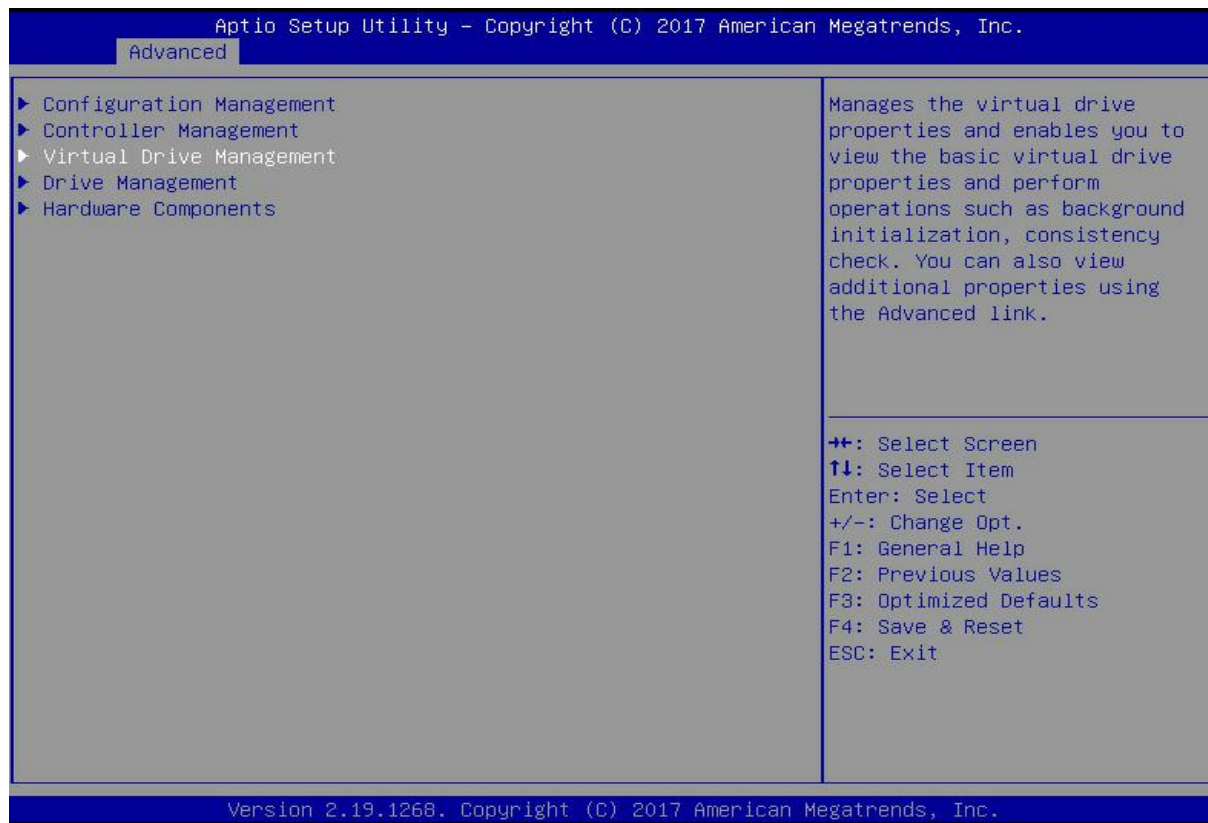 Aptio Setup Utility – Copyright (C) 2017 American Megatrends, Inc.
Advanced
▶ Configuration Management
▶ Controller Management
▶ Virtual Drive Management
▶ Drive Management
▶ Hardware Components
Manages the virtual drive
properties and enables you to
view the basic virtual drive
properties and perform
operations such as background
initialization, consistency
check. You can also view
additional properties using
the Advanced link.
→←: Select Screen
↑↓: Select Item
Enter: Select
+/-: Change Opt.
F1: General Help
F2: Previous Values
F3: Optimized Defaults
F4: Save & Reset
ESC: Exit
Version 2.19.1268. Copyright (C) 2017 American Megatrends, Inc.